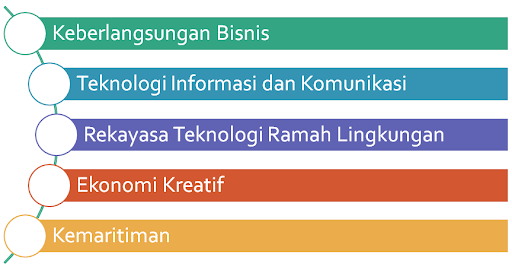 Keberlangsungan Bisnis
Teknologi Informasi dan Komunikasi
Rekayasa Teknologi Ramah Lingkungan
Ekonomi Kreatif
Kemaritiman